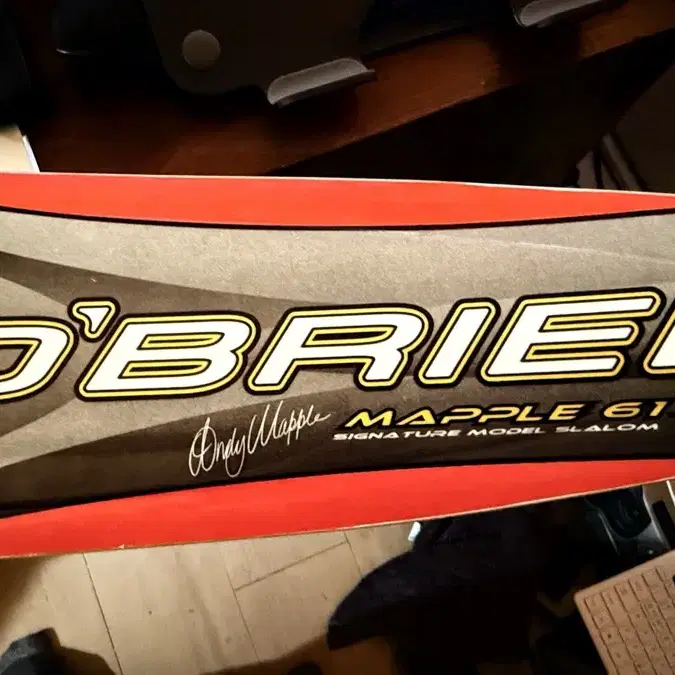 O'BRIE
Andy Mapple MAPPLE 61
SIGNATURE MODEL SLALOM